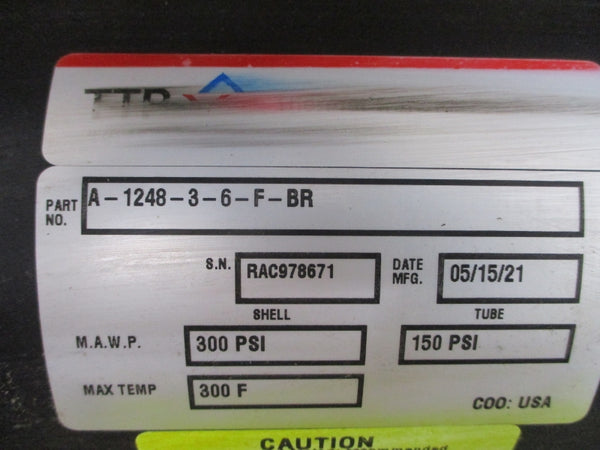 TTP
PART NO. A-1248-3-6-F-BR
S.N. RAC978671 DATE MFG. 05/15/21
SHELL TUBE
M.A.W.P. 300 PSI 150 PSI
MAX TEMP 300 F
COO: USA
CAUTION